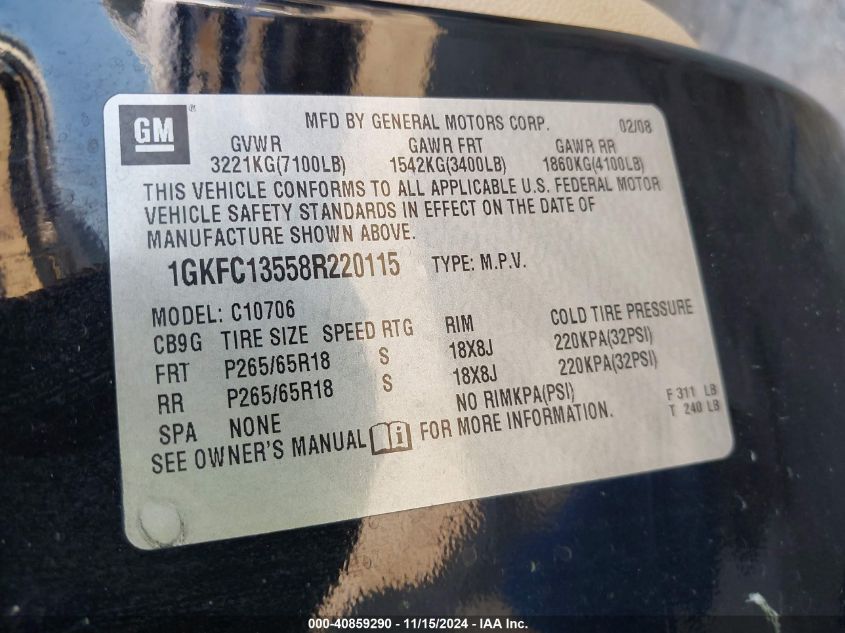 GM ® MFD BY GENERAL MOTORS CORP. 02/08
GVWR GAWR FRT GAWR RR
3221KG(7100LB) 1542KG(3400LB) 1860KG(4100LB)
THIS VEHICLE CONFORMS TO ALL APPLICABLE U.S. FEDERAL MOTOR
VEHICLE SAFETY STANDARDS IN EFFECT ON THE DATE OF
MANUFACTURE SHOWN ABOVE.
1GKFC13558R220115 TYPE: M.P.V.
MODEL: C10706
CB9G TIRE SIZE SPEED RTG RIM COLD TIRE PRESSURE
FRT P265/65R18 S 18X8J 220KPA(32PSI)
RR P265/65R18 S 18X8J 220KPA(32PSI)
SPA NONE NO RIMKPA(PSI) F 311 LB
SEE OWNER'S MANUAL i FOR MORE INFORMATION. T 240 LB
000-40859290 - 11/15/2024 - IAA Inc.